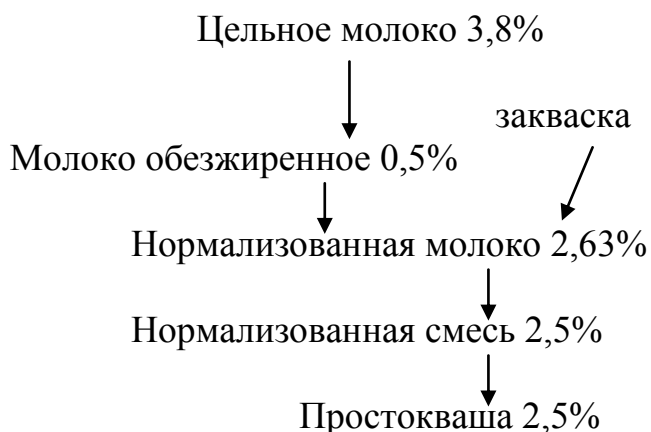 Цельное молоко 3,8%
закваска
Молоко обезжиренное 0,5%
Нормализованная молоко 2,63%
Нормализованная смесь 2,5%
Простокваша 2,5%